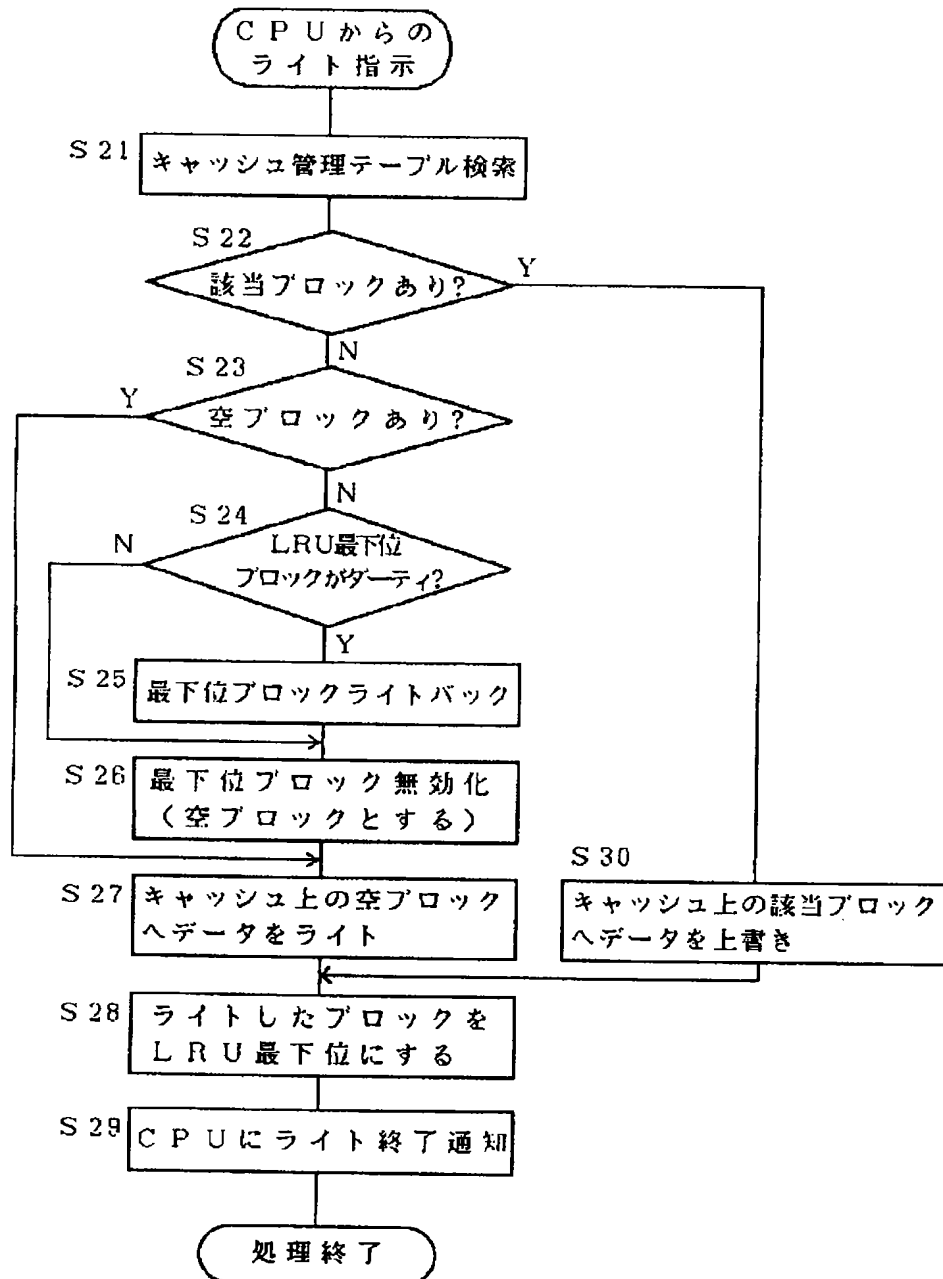 CPUからの
ライト指示
S21
キャッシュ管理テーブル検索
S22
該当ブロックあり?
Y
N
S23
空ブロックあり?
Y
N
S24
LRU最下位
ブロックがダーティ?
N
Y
S25
最下位ブロックライトバック
S26
最下位ブロック無効化
(空ブロックとする)
S27
キャッシュ上の空ブロック
へデータをライト
S30
キャッシュ上の該当ブロック
へデータを上書き
S28
ライトしたブロックを
LRU最下位にする
S29
CPUにライト終了通知
処理終了